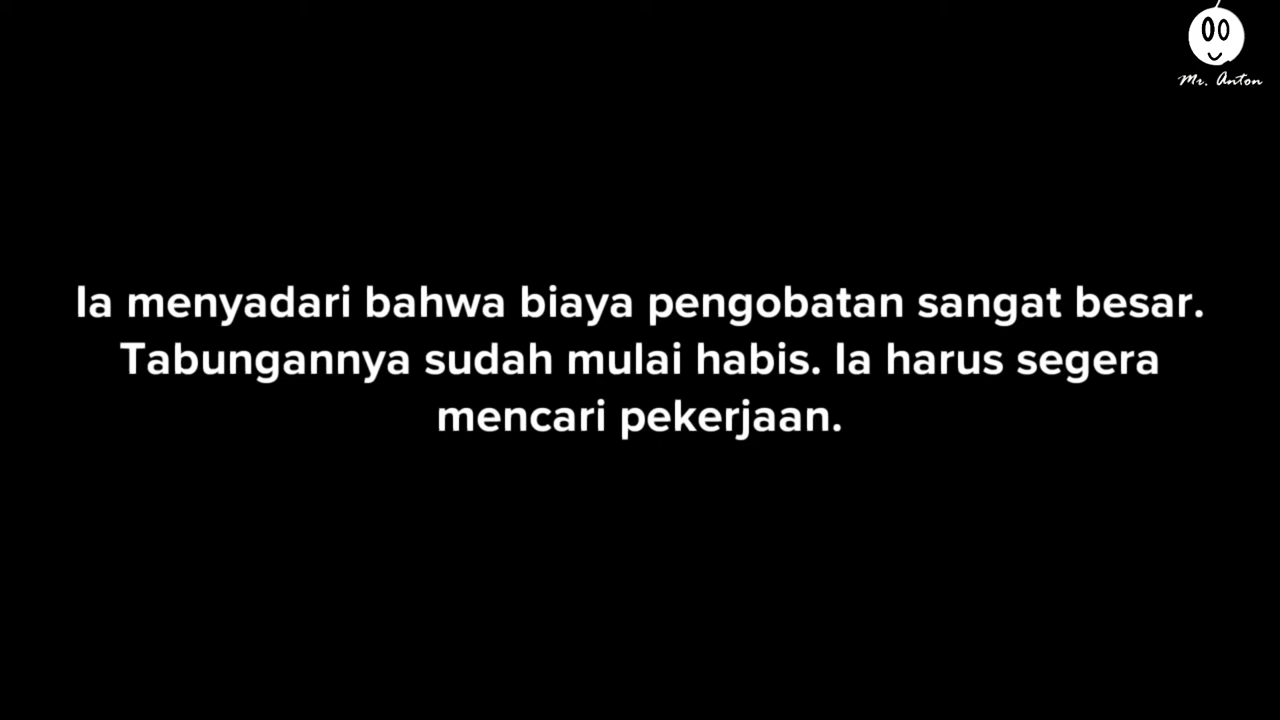 Mr. Anton
Ia menyadari bahwa biaya pengobatan sangat besar.
Tabungannya sudah mulai habis. Ia harus segera
mencari pekerjaan.